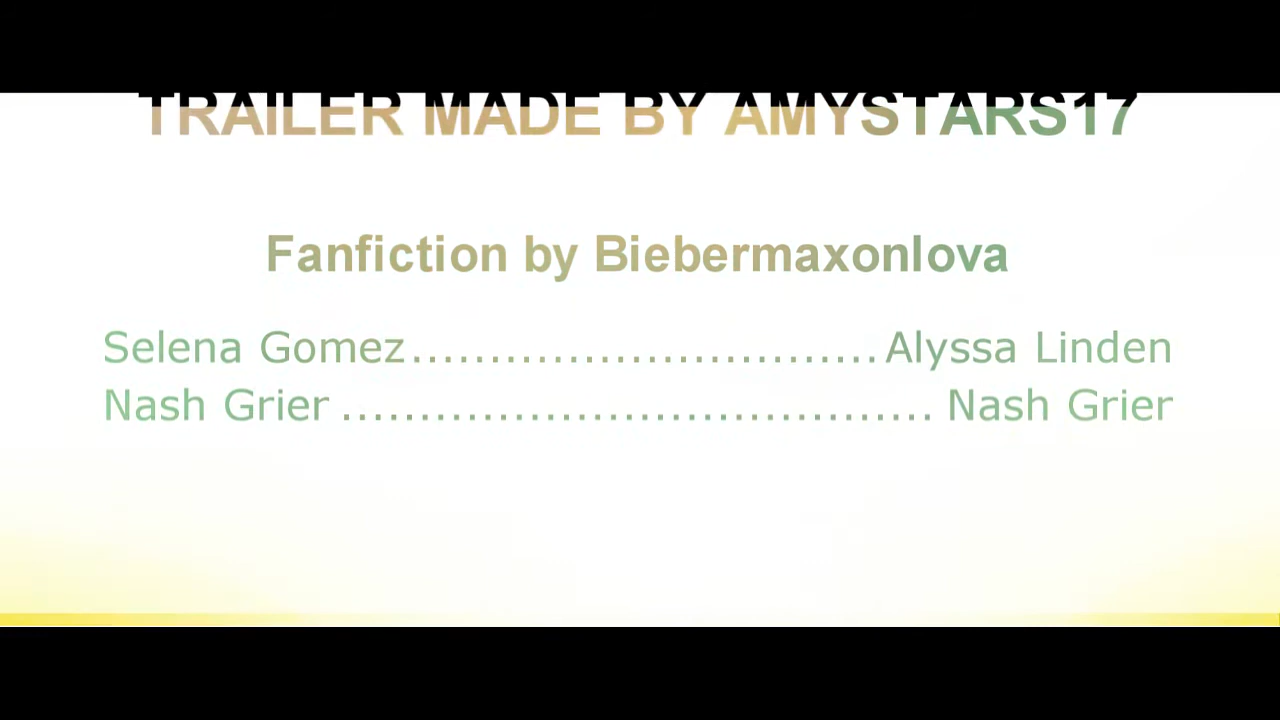 TRAILER MADE BY AMYSTARS17
Fanfiction by Biebermaxonlova
Selena Gomez..............................Alyssa Linden
Nash Grier ...................................... Nash Grier